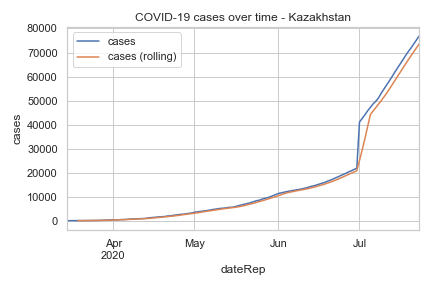 COVID-19 cases over time - Kazakhstan
80000
70000
60000
50000
40000
30000
20000
10000
0
cases
cases
cases (rolling)
Apr
2020
May
Jun
Jul
dateRep